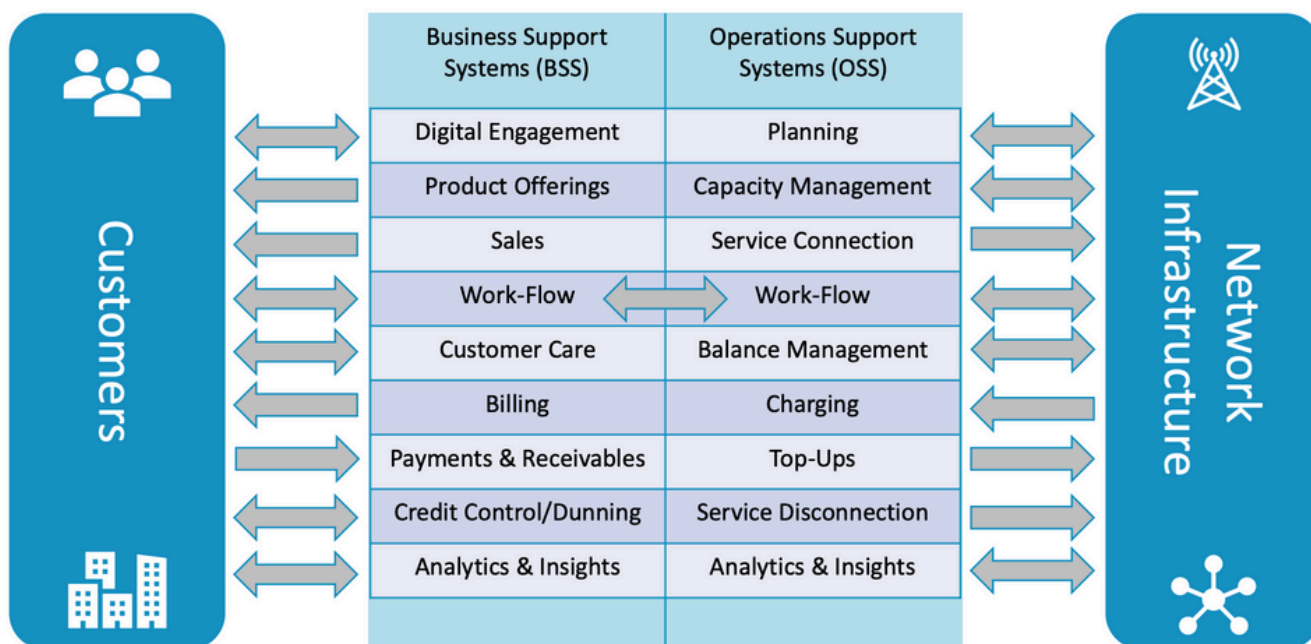 Customers
Business Support
Systems (BSS)
Operations Support
Systems (OSS)
Digital Engagement
Planning
Product Offerings
Capacity Management
Sales
Service Connection
Work-Flow
Work-Flow
Customer Care
Balance Management
Billing
Charging
Payments & Receivables
Top-Ups
Credit Control/Dunning
Service Disconnection
Analytics & Insights
Analytics & Insights
Network
Infrastructure